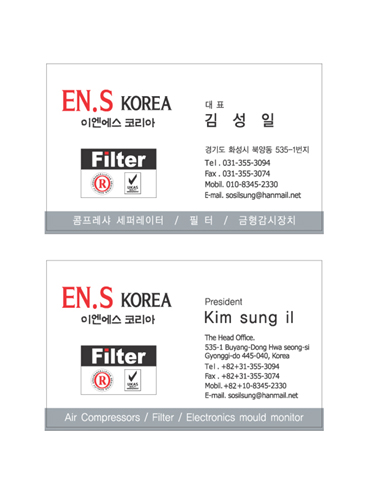 EN.S KOREA
이엔에스 코리아
Filter
R
UKAS
대 표
김 성 일
경기도 화성시 북양동 535-1번지
Tel. 031-355-3094
Fax. 031-355-3074
Mobil. 010-8345-2330
E-mail. sosilsung@hanmail.net
콤프레샤 세퍼레이터 / 필 터 / 금형감시장치
EN.S KOREA
이엔에스 코리아
Filter
R
UKAS
President
Kim sung il
The Head Office.
535-1 Buyang-Dong Hwa seong-si
Gyonggi-do 445-040, Korea
Tel. +82+31-355-3094
Fax. +82+31-355-3074
Mobil. +82+10-8345-2330
E-mail. sosilsung@hanmail.net
Air Compressors / Filter / Electronics mould monitor